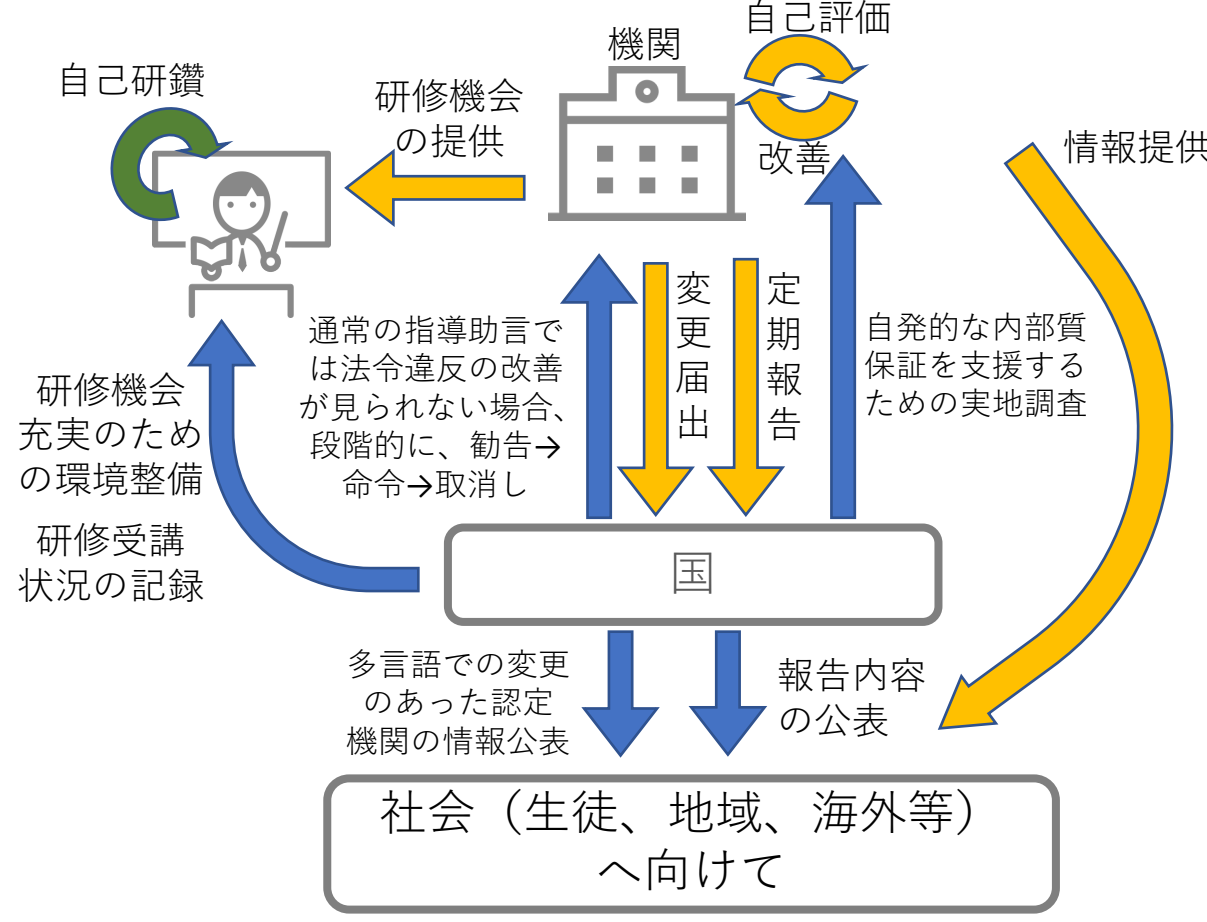 自己評価
機関
自己研鑽
研修機会
の提供
改善
情報提供
変更届出
定期報告
通常の指導助言で
は法令違反の改善
が見られない場合、
段階的に、勧告→
命令→取消し
自発的な内部質
保証を支援する
ための実地調査
研修機会
充実のため
の環境整備
研修受講
状況の記録
国
多言語での変更
のあった認定
機関の情報公表
報告内容
の公表
社会（生徒、地域、海外等）
へ向けて